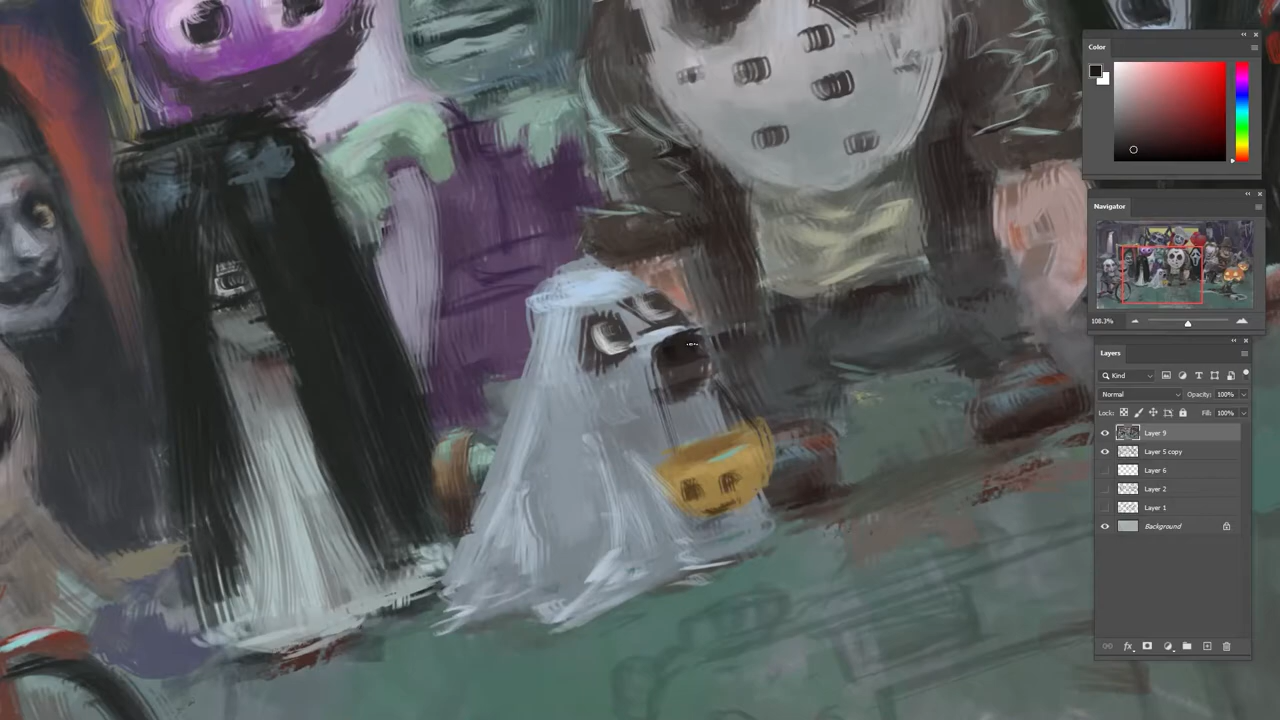 Color
Navigator
108.3%
Layers
Kind
Normal
Opacity: 100%
Lock:
Fill: 100%
Layer 9
Layer 5 copy
Layer 6
Layer 2
Layer 1
Background
fx